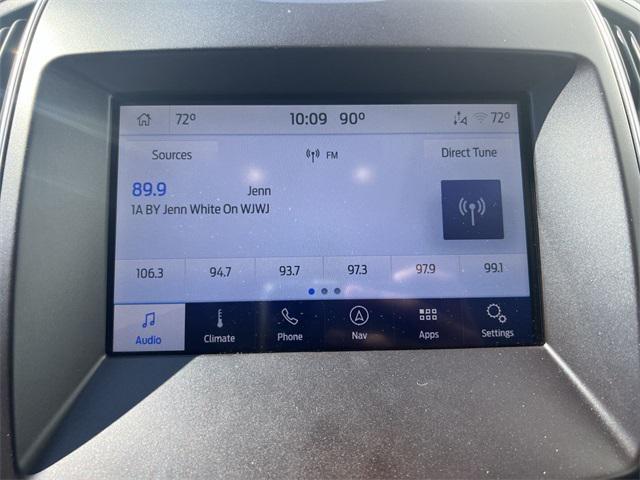 72° 10:09 90° 72°
Sources FM Direct Tune
89.9 Jenn
1A BY Jenn White On WJWJ
106.3 94.7 93.7 97.3 97.9 99.1
Audio Climate Phone Nav Apps Settings